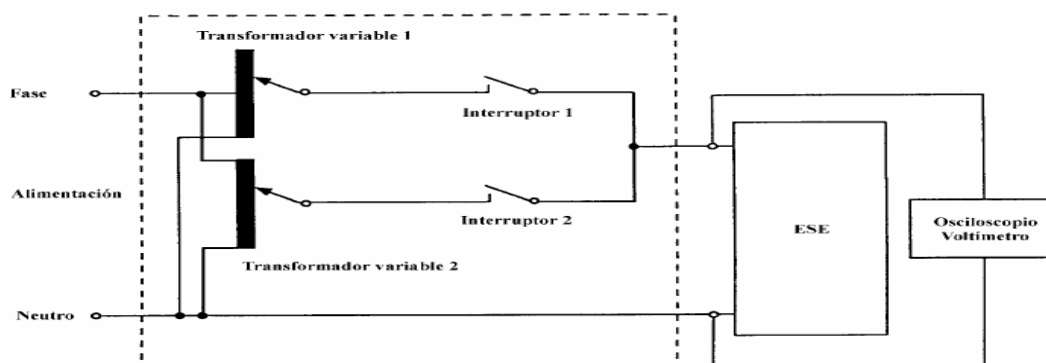 Transformador variable 1
Fase
Interruptor 1
Alimentación
Interruptor 2
ESE
Osciloscopio
Voltímetro
Transformador variable 2
Neutro